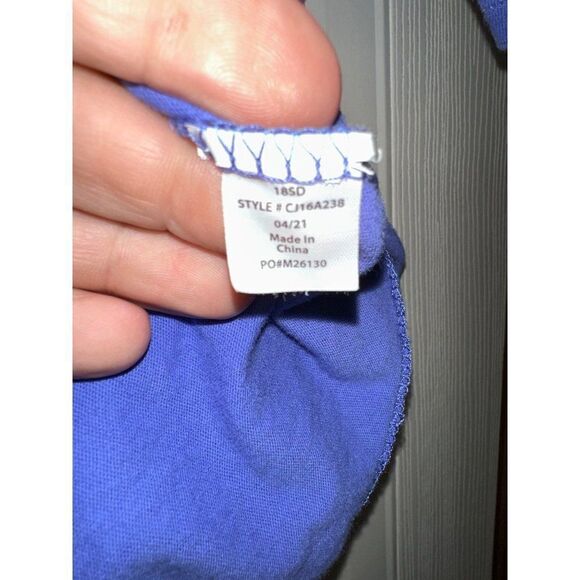 18SD
STYLE # CJ16A238
04/21
Made In
China
PO#M26130